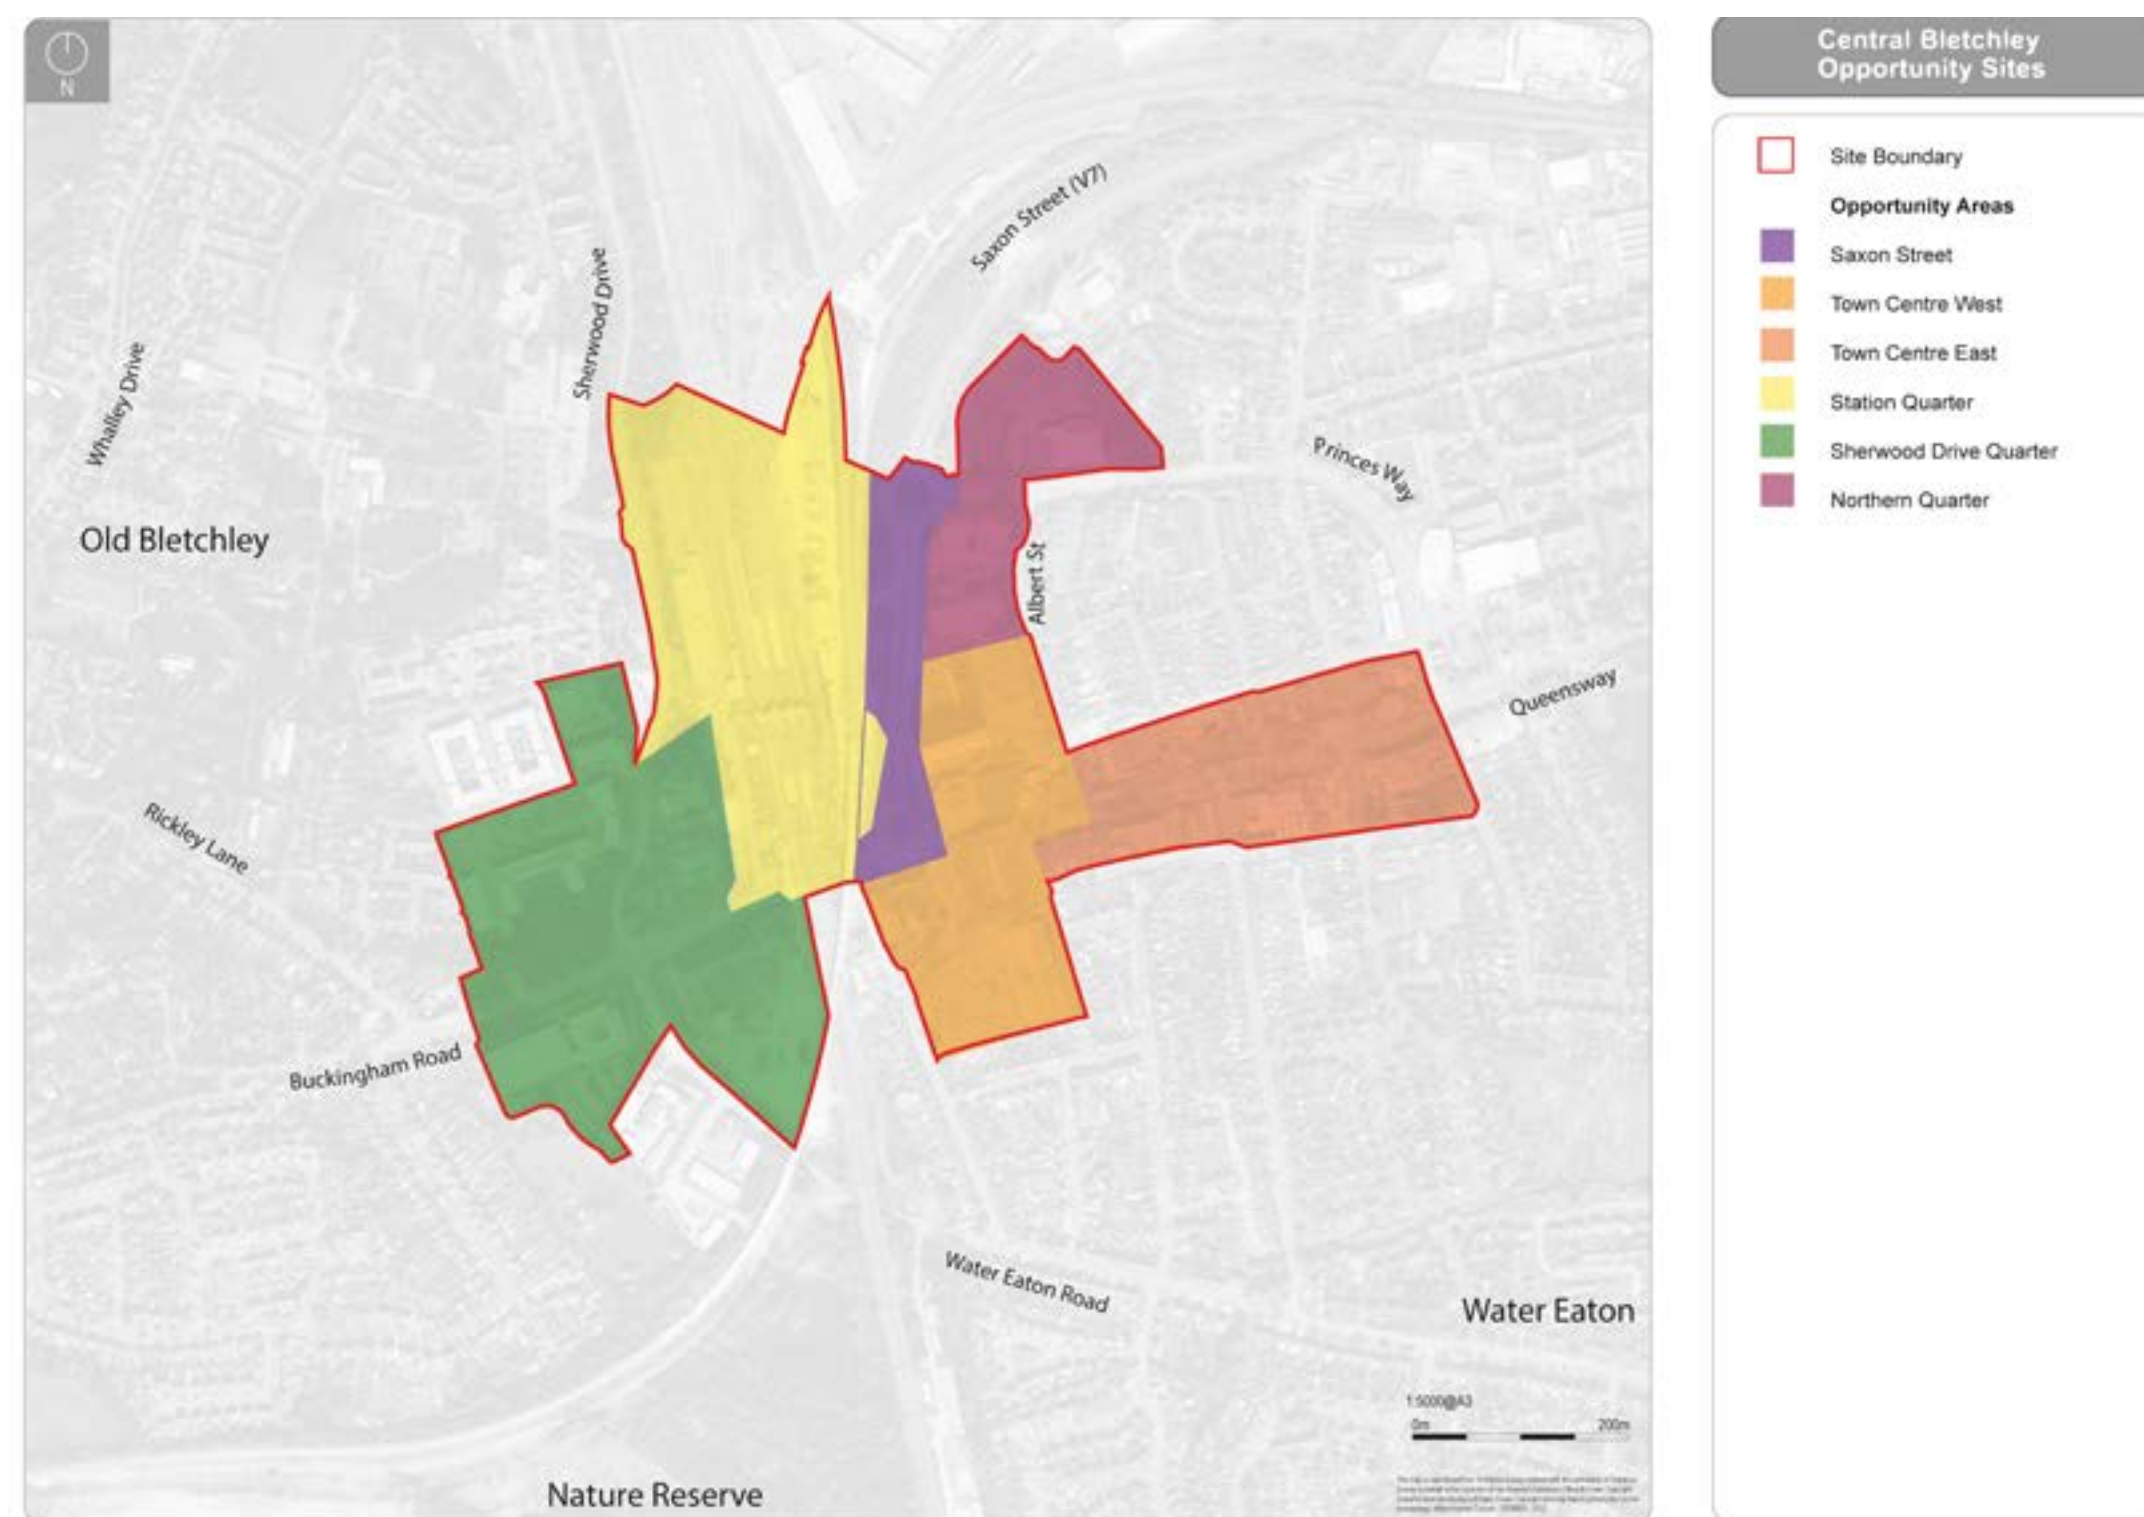 N
Central Bletchley
Opportunity Sites
Site Boundary
Opportunity Areas
Saxon Street
Town Centre West
Town Centre East
Station Quarter
Sherwood Drive Quarter
Northern Quarter
Saxon Street (V7)
Sherwood Drive
Whalley Drive
Princes Way
Old Bletchley
Albert St
Queensway
Rickley Lane
Buckingham Road
Water Eaton Road
Water Eaton
1:5000@A3
0m 200m
Nature Reserve